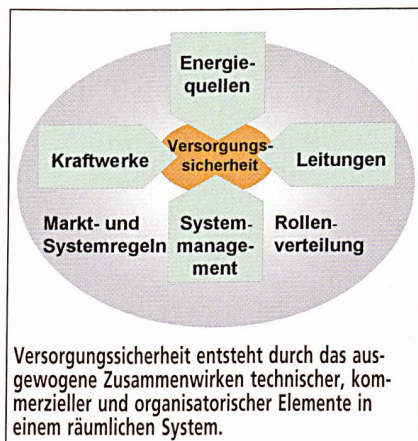 Energie-
quellen
Kraftwerke
Versorgungs-
sicherheit
Leitungen
Markt- und
Systemregeln
System-
manage-
ment
Rollen-
verteilung
Versorgungssicherheit entsteht durch das aus-
gewogene Zusammenwirken technischer, kom-
merzieller und organisatorischer Elemente in
einem räumlichen System.